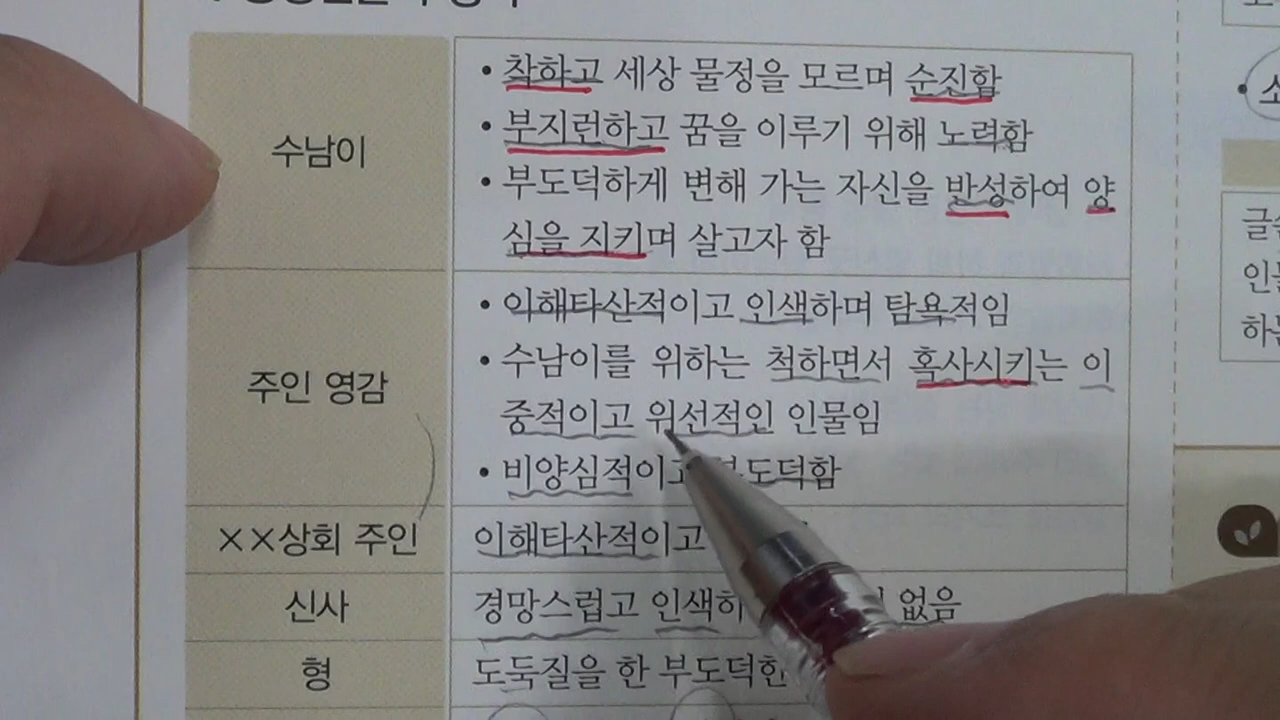 수남이
• 착하고 세상 물정을 모르며 순진함
• 부지런하고 꿈을 이루기 위해 노력함
• 부도덕하게 변해 가는 자신을 반성하여 양
심을 지키며 살고자 함
주인 영감
• 이해타산적이고 인색하며 탐욕적임
• 수남이를 위하는 척하면서 혹사시키는 이
중적이고 위선적인 인물임
• 비양심적이고 부도덕함
××상회 주인
이해타산적이고
신사
경망스럽고 인색하 없음
형
도둑질을 한 부도덕한